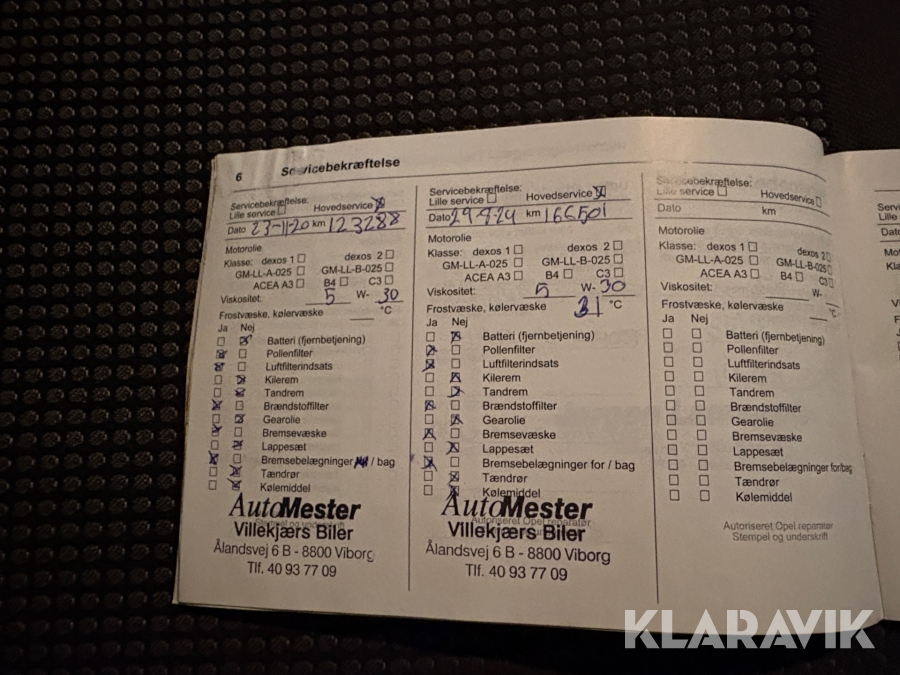 6 Servicebekræftelse
Servicebekræftelse:
Lille service ☐ Hovedservice ☒
Dato 23-11-20 km 123288
Motorolie
Klasse: dexos 1 ☐ dexos 2 ☐
GM-LL-A-025 ☐ GM-LL-B-025 ☐
ACEA A3 ☐ B4 ☐ C3 ☐
Viskositet: 5 W- 30
Frostvæske, kølervæske °C
Ja Nej
☐ ☒ Batteri (fjernbetjening)
☒ ☐ Pollenfilter
☒ ☐ Luftfilterindsats
☐ ☒ Kilerem
☐ ☒ Tandrem
☒ ☐ Brændstoffilter
☐ ☒ Gearolie
☒ ☐ Bremsevæske
☐ ☒ Lappesæt
☒ ☐ Bremsebelægninger / bag
☐ ☒ Tændrør
☐ ☒ Kølemiddel
AutoMester
Stempel og underskrift
Villekjærs Biler
Ålandsvej 6 B - 8800 Viborg
Tlf. 40 93 77 09
Servicebekræftelse:
Lille service ☐ Hovedservice ☒
Dato 29-4-24 km 166501
Motorolie
Klasse: dexos 1 ☐ dexos 2 ☐
GM-LL-A-025 ☐ GM-LL-B-025 ☐
ACEA A3 ☐ B4 ☐ C3 ☐
Viskositet: 5 W- 30
Frostvæske, kølervæske 31 °C
Ja Nej
☐ ☒ Batteri (fjernbetjening)
☒ ☐ Pollenfilter
☒ ☐ Luftfilterindsats
☐ ☒ Kilerem
☐ ☒ Tandrem
☒ ☐ Brændstoffilter
☐ ☒ Gearolie
☒ ☐ Bremsevæske
☐ ☒ Lappesæt
☒ ☐ Bremsebelægninger for / bag
☐ ☒ Tændrør
☐ ☒ Kølemiddel
AutoMester
Autoriseret Opel reparatør
Villekjærs Biler
Ålandsvej 6 B - 8800 Viborg
Tlf. 40 93 77 09
Servicebekræftelse:
Lille service ☐ Hovedservice ☐
Dato km
Motorolie
Klasse: dexos 1 ☐ dexos 2 ☐
GM-LL-A-025 ☐ GM-LL-B-025 ☐
ACEA A3 ☐ B4 ☐ C3 ☐
Viskositet: W-
Frostvæske, kølervæske °C
Ja Nej
☐ ☐ Batteri (fjernbetjening)
☐ ☐ Pollenfilter
☐ ☐ Luftfilterindsats
☐ ☐ Kilerem
☐ ☐ Tandrem
☐ ☐ Brændstoffilter
☐ ☐ Gearolie
☐ ☐ Bremsevæske
☐ ☐ Lappesæt
☐ ☐ Bremsebelægninger for/bag
☐ ☐ Tændrør
☐ ☐ Kølemiddel
Autoriseret Opel reparatør
Stempel og underskrift
KLARAVIK